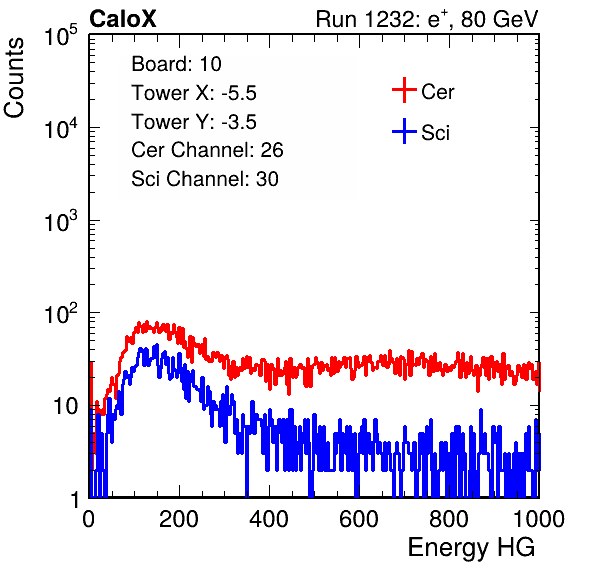 CaloX Run 1232: e⁺, 80 GeV
Counts
Board: 10
Tower X: -5.5
Tower Y: -3.5
Cer Channel: 26
Sci Channel: 30
Cer
Sci
10⁵
10⁴
10³
10²
10
1
0 200 400 600 800 1000
Energy HG